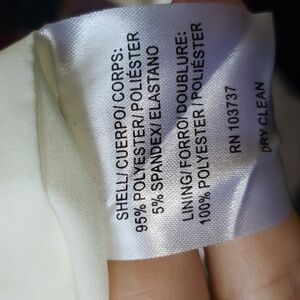 SHELL/ CUERPO/ CORPS:
95% POLYESTER/ POLIÉSTER
5% SPANDEX/ ELASTANO
LINING/ FORRO/ DOUBLURE:
100% POLYESTER/ POLIÉSTER
RN 103737
DRY CLEAN